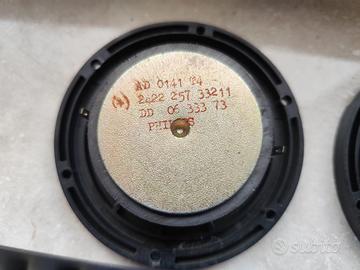 AD 0141 T4
2422 257 33211
DD 06 333 73
PHILIPS
subito